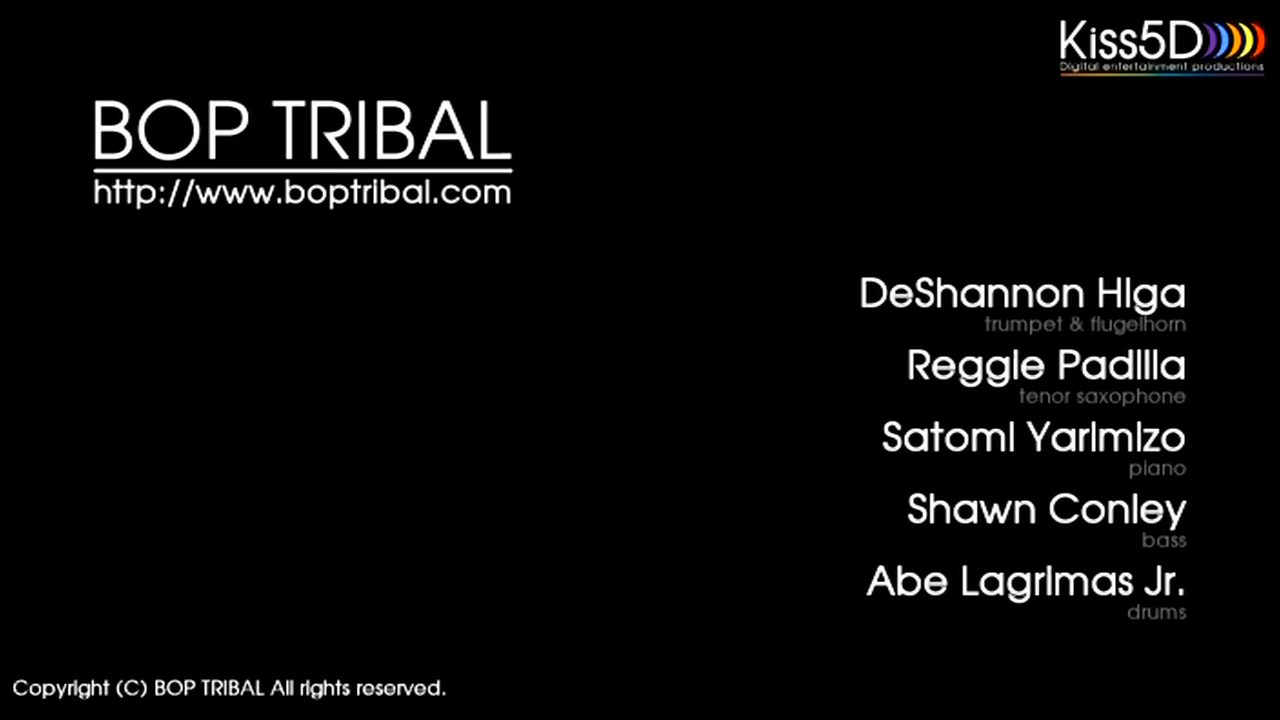 Kiss5D
Digital entertainment productions
BOP TRIBAL
http://www.boptribal.com
DeShannon Higa
trumpet & flugelhorn
Reggie Padilla
tenor saxophone
Satomi Yarimizo
piano
Shawn Conley
bass
Abe Lagrimas Jr.
drums
Copyright (C) BOP TRIBAL All rights reserved.